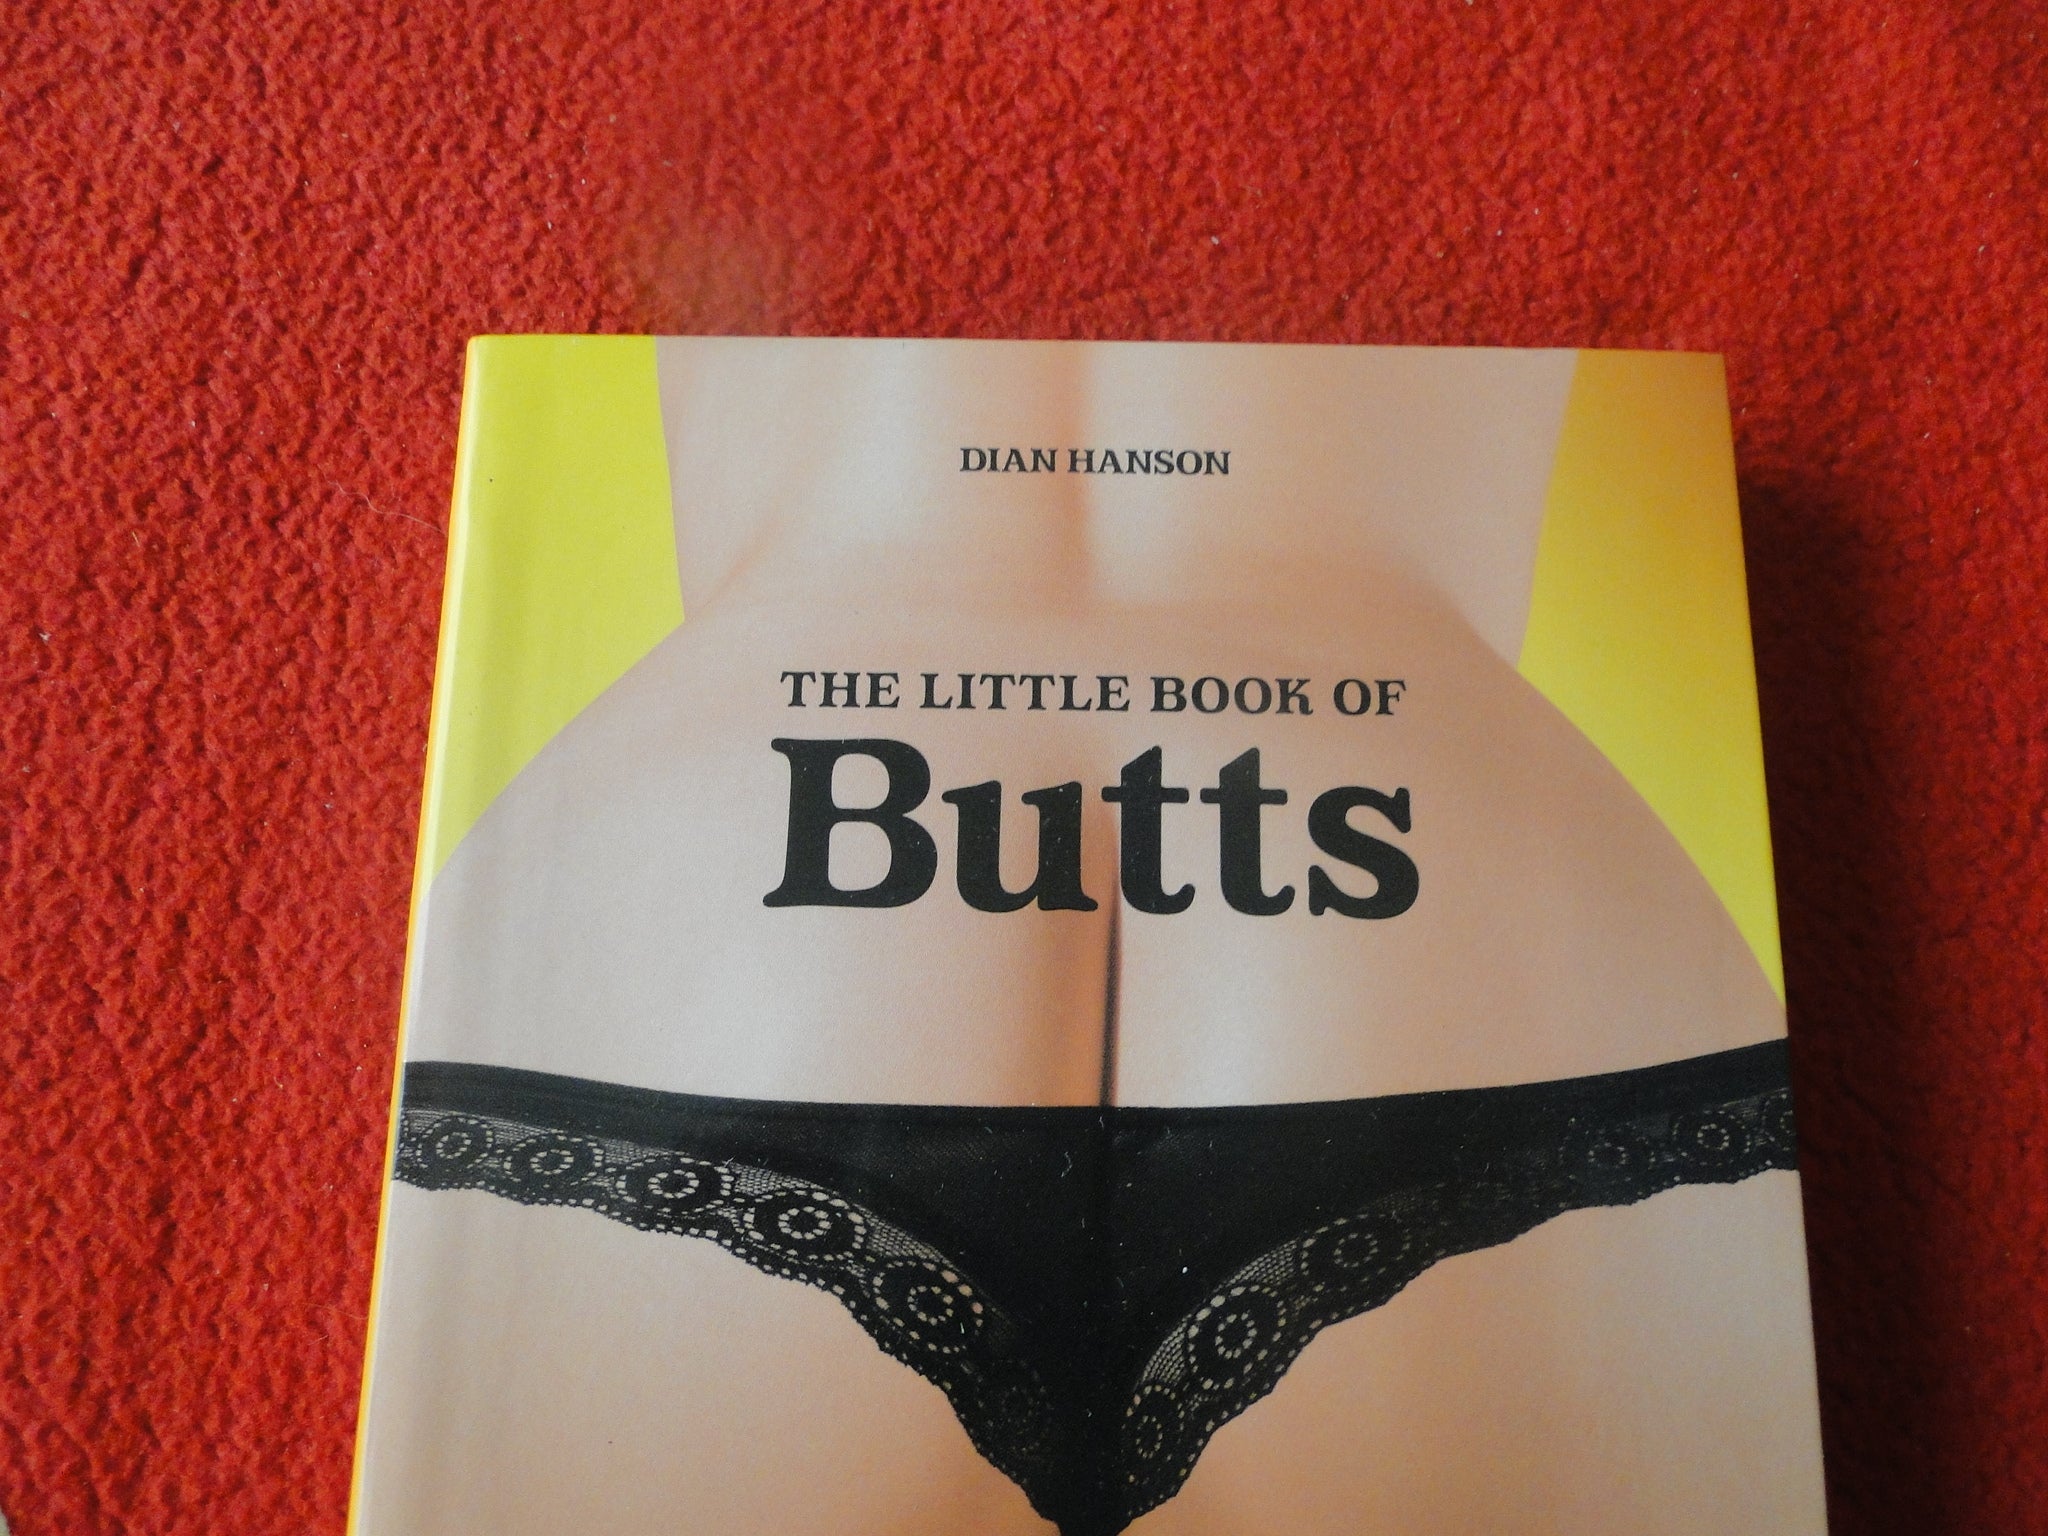 DIAN HANSON
THE LITTLE BOOK OF
Butts